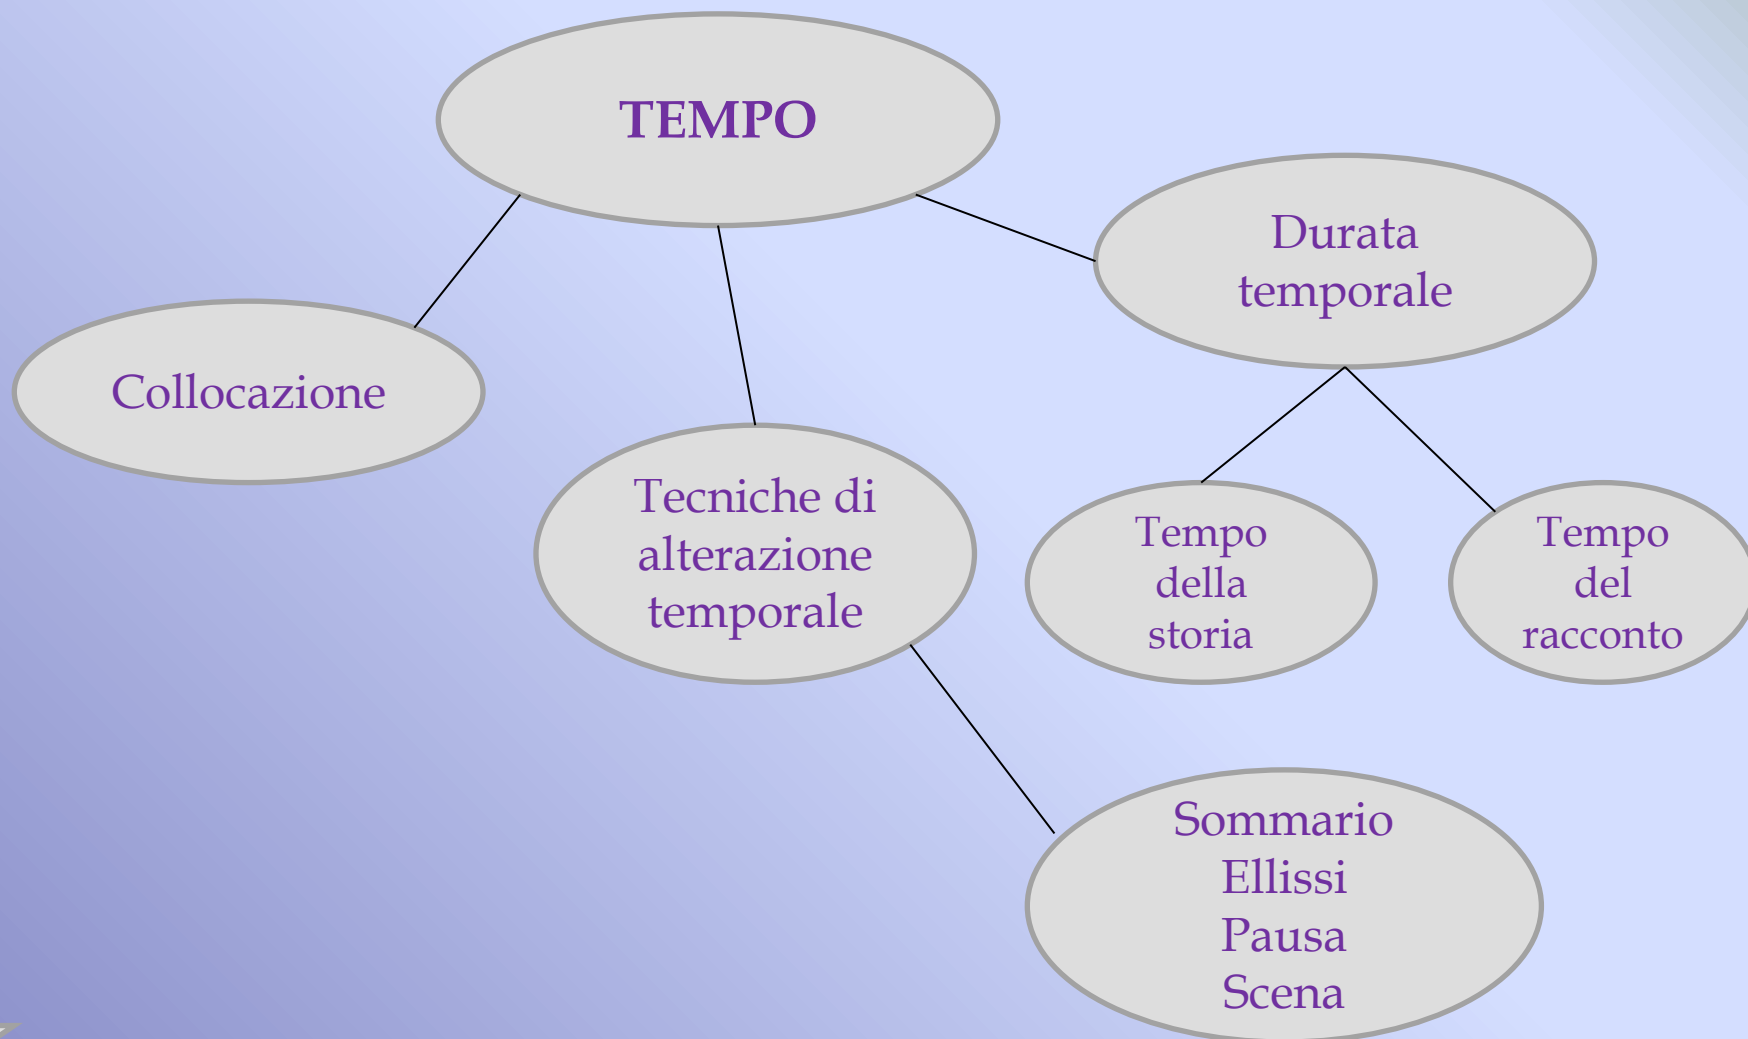 TEMPO
Durata
temporale
Collocazione
Tecniche di
alterazione
temporale
Tempo
della
storia
Tempo
del
racconto
Sommario
Ellissi
Pausa
Scena